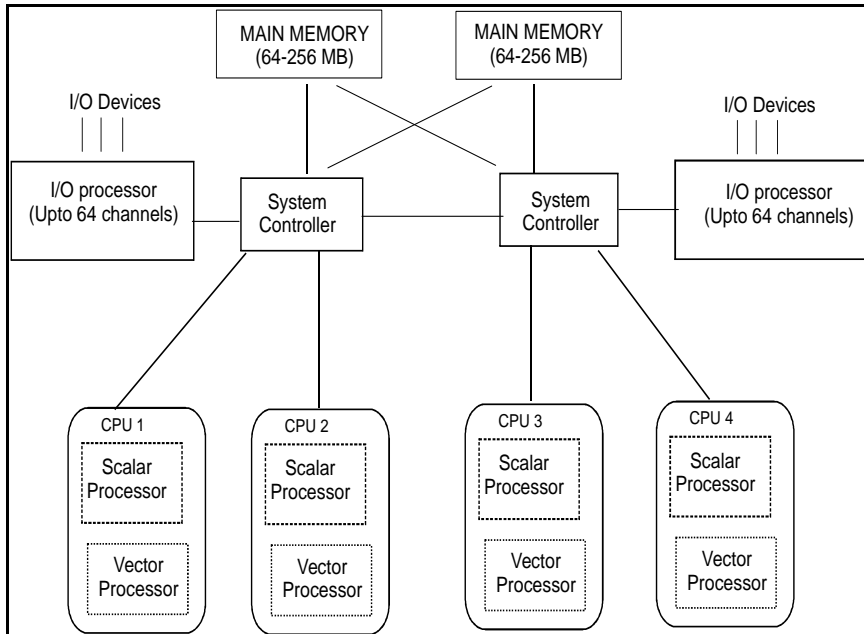 MAIN MEMORY
(64-256 MB)
MAIN MEMORY
(64-256 MB)
I/O Devices
I/O Devices
I/O processor
(Upto 64 channels)
System
Controller
System
Controller
I/O processor
(Upto 64 channels)
CPU 1
Scalar
Processor
Vector
Processor
CPU 2
Scalar
Processor
Vector
Processor
CPU 3
Scalar
Processor
Vector
Processor
CPU 4
Scalar
Processor
Vector
Processor